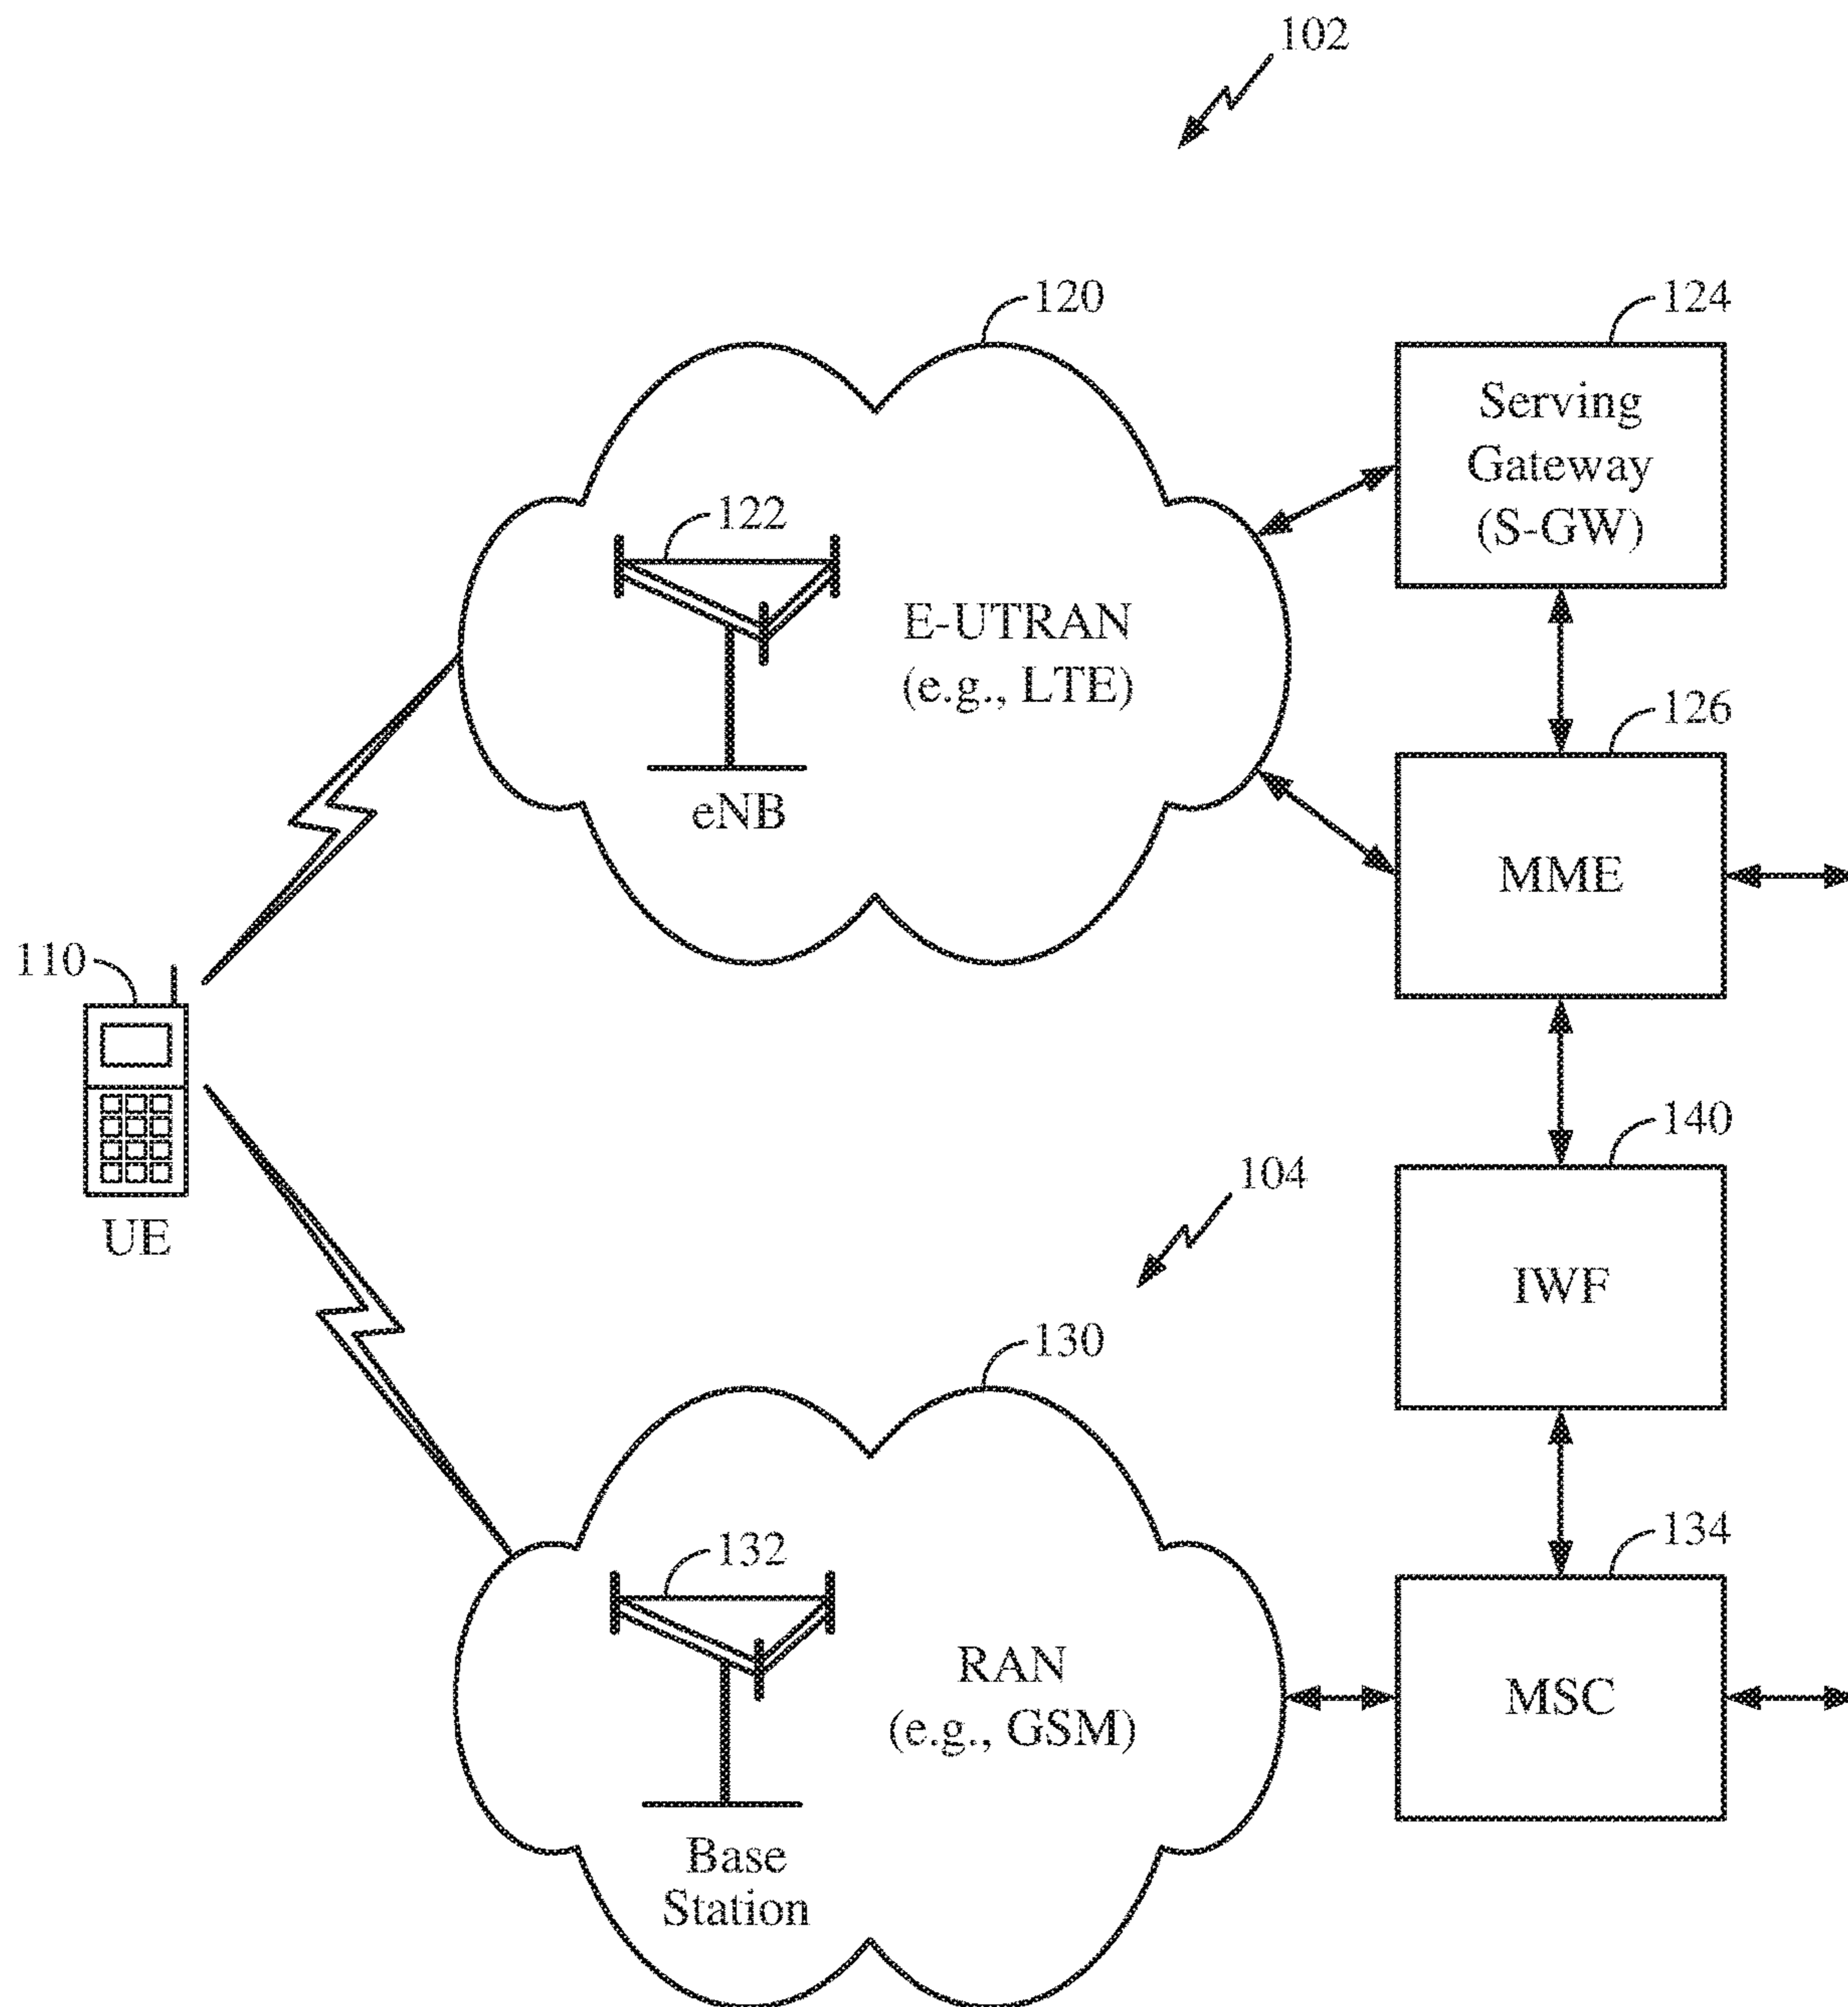 102
120
124
Serving
Gateway
(S-GW)
122
E-UTRAN
(e.g., LTE)
eNB
126
MME
110
UE
140
IWF
104
130
134
MSC
132
RAN
(e.g., GSM)
Base
Station